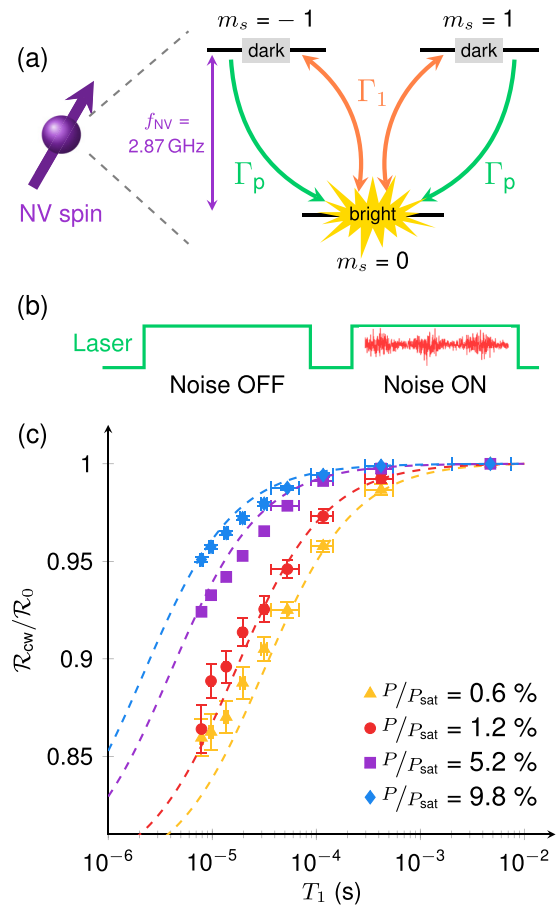 (a)
m_s = − 1
m_s = 1
dark
dark
f_NV =
2.87 GHz
Γ_1
Γ_p
Γ_p
NV spin
bright
m_s = 0
(b)
Laser
Noise OFF
Noise ON
(c)
1
0.95
0.9
0.85
R_cw/R_0
P/P_sat = 0.6 %
P/P_sat = 1.2 %
P/P_sat = 5.2 %
P/P_sat = 9.8 %
10^−6
10^−5
10^−4
10^−3
10^−2
T_1 (s)